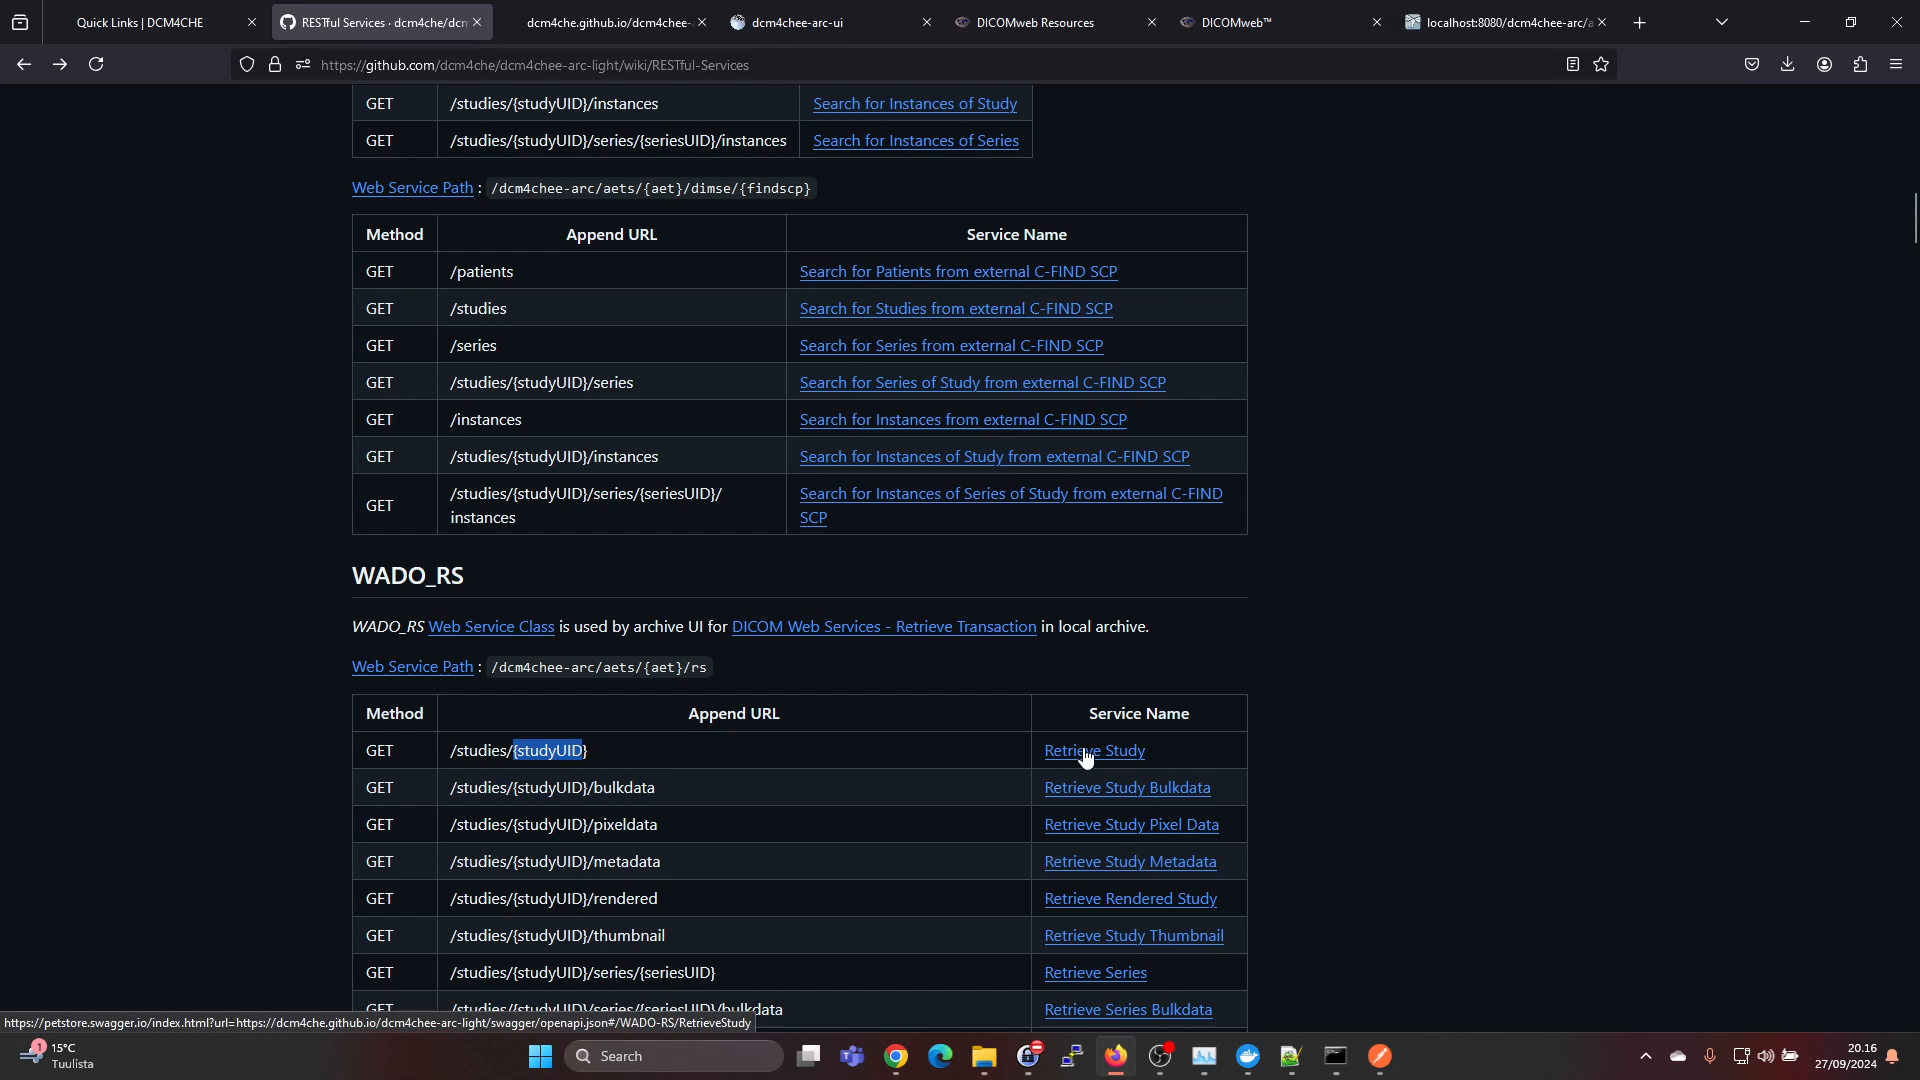 Quick Links | DCM4CHE
RESTful Services · dcm4che/dcm
dcm4che.github.io/dcm4chee-
dcm4chee-arc-ui
DICOMweb Resources
DICOMweb™
localhost:8080/dcm4chee-arc/a
https://github.com/dcm4che/dcm4chee-arc-light/wiki/RESTful-Services
GET /studies/{studyUID}/instances Search for Instances of Study
GET /studies/{studyUID}/series/{seriesUID}/instances Search for Instances of Series
Web Service Path : /dcm4chee-arc/aets/{aet}/dimse/{findscp}
Method Append URL Service Name
GET /patients Search for Patients from external C-FIND SCP
GET /studies Search for Studies from external C-FIND SCP
GET /series Search for Series from external C-FIND SCP
GET /studies/{studyUID}/series Search for Series of Study from external C-FIND SCP
GET /instances Search for Instances from external C-FIND SCP
GET /studies/{studyUID}/instances Search for Instances of Study from external C-FIND SCP
GET /studies/{studyUID}/series/{seriesUID}/ Search for Instances of Series of Study from external C-FIND
instances SCP
WADO_RS
WADO_RS Web Service Class is used by archive UI for DICOM Web Services - Retrieve Transaction in local archive.
Web Service Path : /dcm4chee-arc/aets/{aet}/rs
Method Append URL Service Name
GET /studies/{studyUID} Retrieve Study
GET /studies/{studyUID}/bulkdata Retrieve Study Bulkdata
GET /studies/{studyUID}/pixeldata Retrieve Study Pixel Data
GET /studies/{studyUID}/metadata Retrieve Study Metadata
GET /studies/{studyUID}/rendered Retrieve Rendered Study
GET /studies/{studyUID}/thumbnail Retrieve Study Thumbnail
GET /studies/{studyUID}/series/{seriesUID} Retrieve Series
GET /studies/{studyUID}/series/{seriesUID}/bulkdata Retrieve Series Bulkdata
https://petstore.swagger.io/index.html?url=https://dcm4che.github.io/dcm4chee-arc-light/swagger/openapi.json#/WADO-RS/RetrieveStudy
1
15°C
Tuulista
Search
20.16
27/09/2024